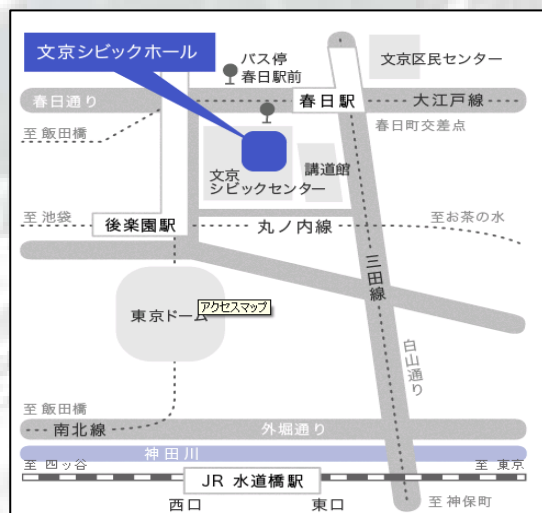 文京シビックホール
バス停
春日駅前
文京区民センター
春日通り
春日駅
大江戸線
至 飯田橋
春日町交差点
文京
シビックセンター
講道館
至 池袋
後楽園駅
丸ノ内線
至お茶の水
三田線
東京ドーム
アクセスマップ
白山通り
至 飯田橋
南北線
外堀通り
神田川
至 四ッ谷
至 東京
JR 水道橋駅
西口
東口
至 神保町